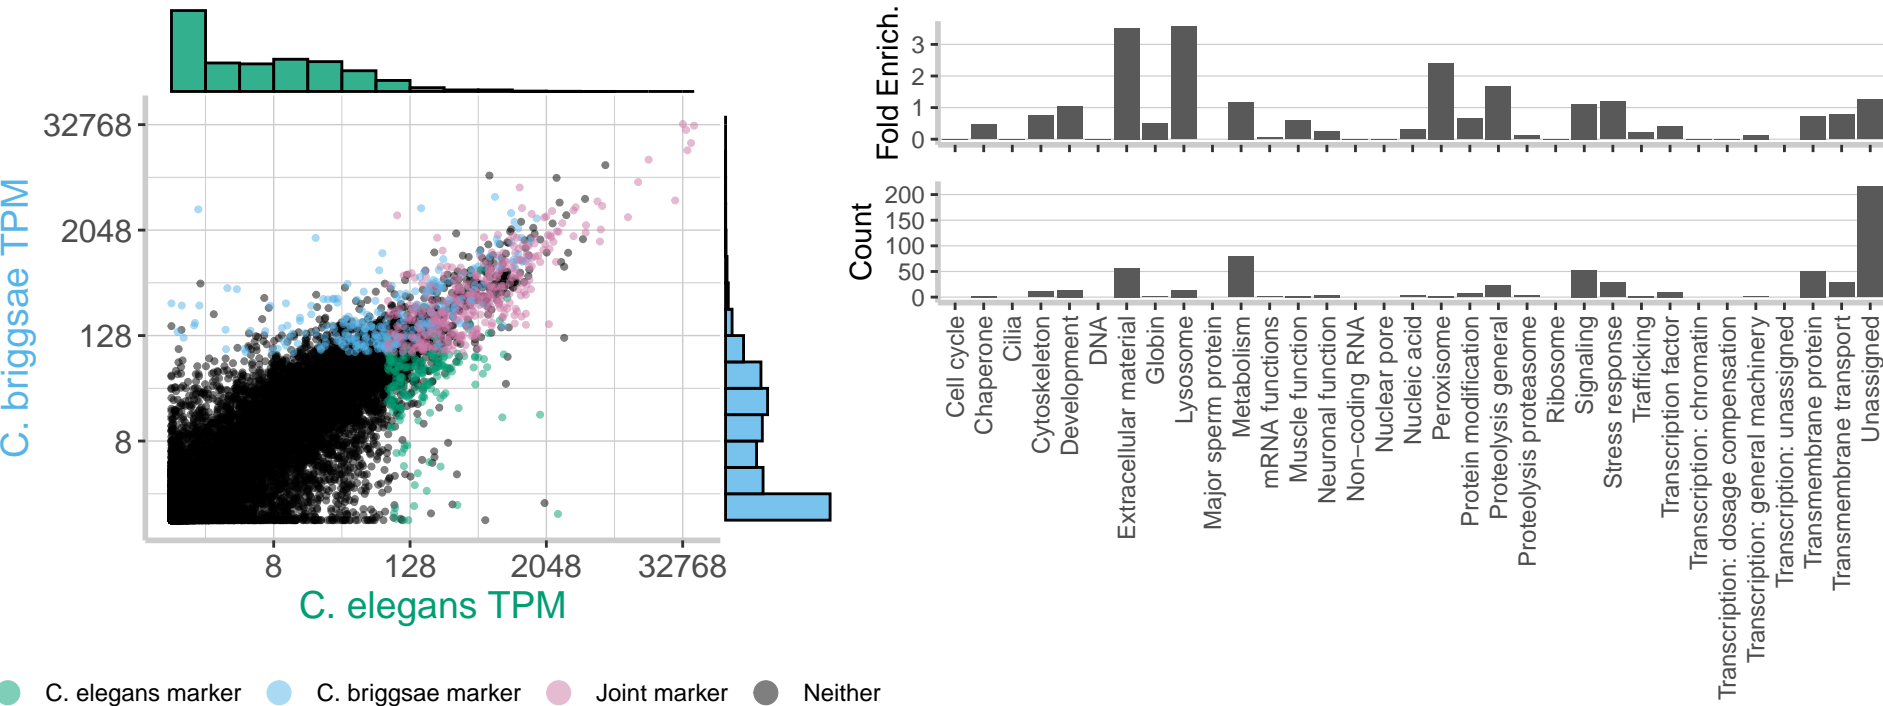 C. briggsae TPM
32768
2048
128
8
8
128
2048
32768
C. elegans TPM
C. elegans marker
C. briggsae marker
Joint marker
Neither
Fold Enrich.
3
2
1
0
Count
200
150
100
50
0
Cell cycle
Chaperone
Cilia
Cytoskeleton
Development
DNA
Extracellular material
Globin
Lysosome
Major sperm protein
Metabolism
mRNA functions
Muscle function
Neuronal function
Non−coding RNA
Nuclear pore
Nucleic acid
Peroxisome
Protein modification
Proteolysis general
Proteolysis proteasome
Ribosome
Signaling
Stress response
Trafficking
Transcription factor
Transcription: chromatin
Transcription: dosage compensation
Transcription: general machinery
Transcription: unassigned
Transmembrane protein
Transmembrane transport
Unassigned